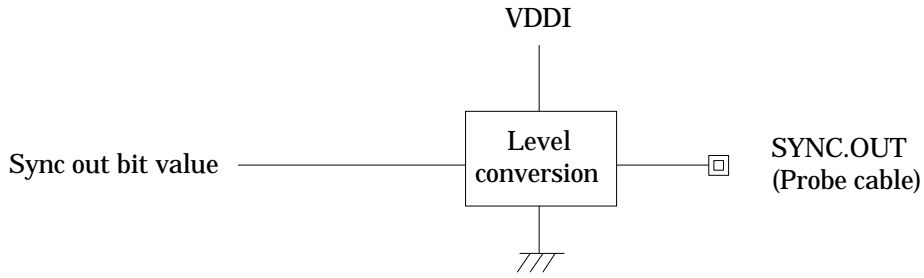 VDDI
Sync out bit value
Level
conversion
SYNC.OUT
(Probe cable)